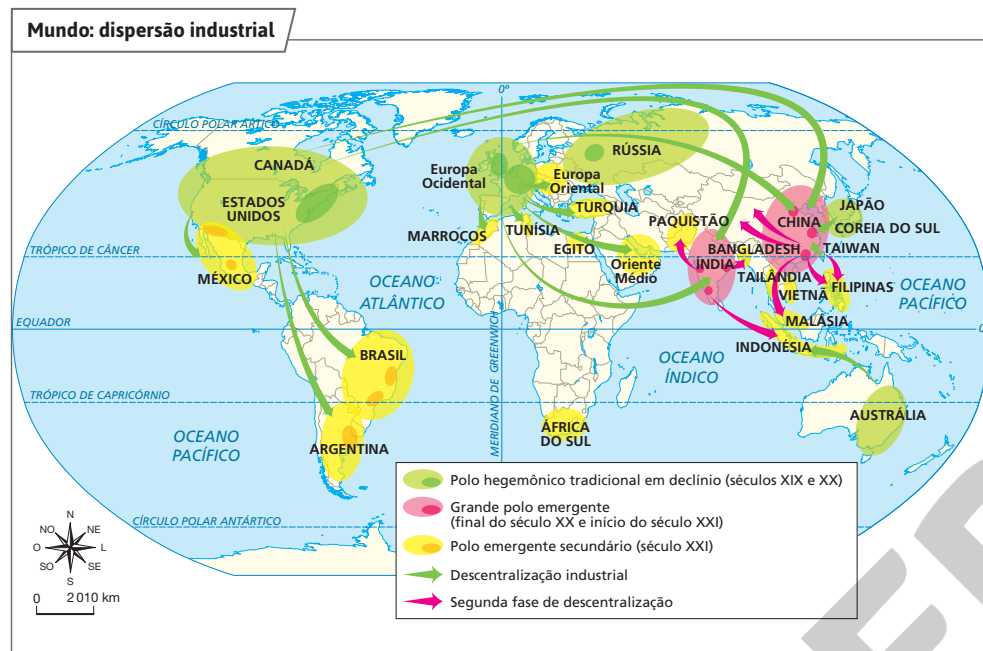 Mundo: dispersão industrial
0º
CÍRCULO POLAR ÁRTICO
CANADÁ
ESTADOS
UNIDOS
Europa
Ocidental
RÚSSIA
Europa
Oriental
TURQUIA
MARROCOS
TUNÍSIA
EGITO
Oriente
Médio
PAQUISTÃO
BANGLADESH
ÍNDIA
CHINA
JAPÃO
COREIA DO SUL
TAIWAN
TAILÂNDIA
VIETNÃ
FILIPINAS
TRÓPICO DE CÂNCER
MÉXICO
OCEANO
ATLÂNTICO
OCEANO
PACÍFICO
MALÁSIA
INDONÉSIA
EQUADOR
0
BRASIL
MERIDIANO DE GREENWICH
OCEANO
ÍNDICO
TRÓPICO DE CAPRICÓRNIO
AUSTRÁLIA
ÁFRICA
DO SUL
OCEANO
PACÍFICO
ARGENTINA
CÍRCULO POLAR ANTÁRTICO
Polo hegemônico tradicional em declínio (séculos XIX e XX)
Grande polo emergente
(final do século XX e início do século XXI)
Polo emergente secundário (século XXI)
Descentralização industrial
Segunda fase de descentralização
N
NO NE
O L
SO SE
S
0 2 010 km